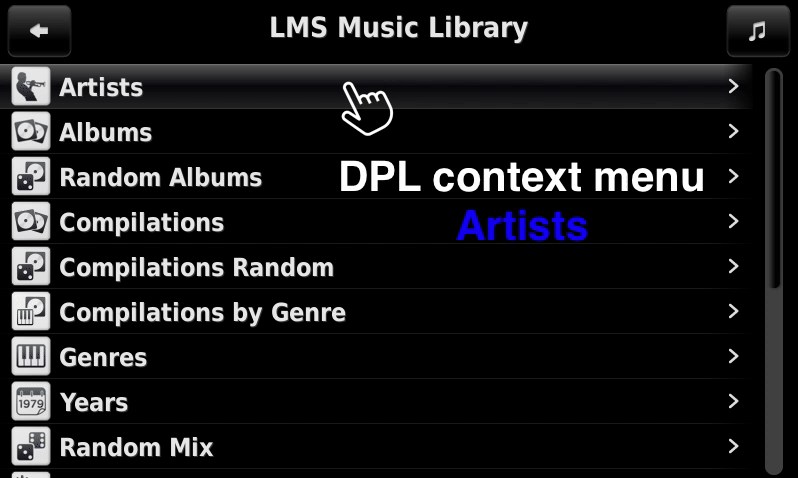 LMS Music Library
Artists
Albums
Random Albums
DPL context menu
Compilations
Artists
Compilations Random
Compilations by Genre
Genres
1979
Years
Random Mix